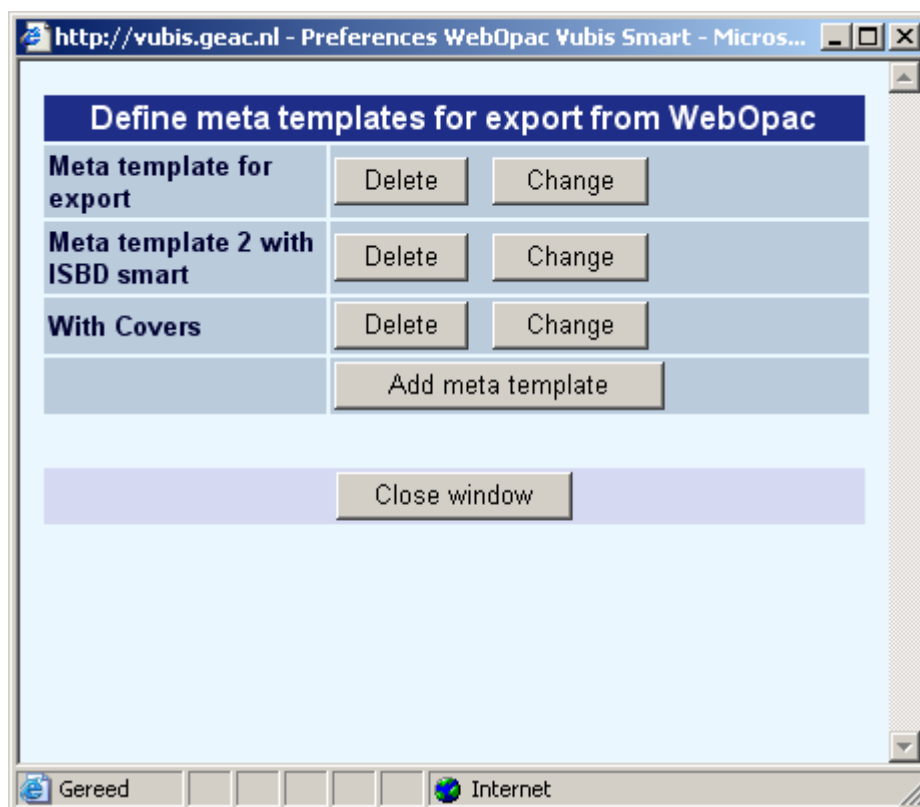 http://vubis.geac.nl - Preferences WebOpac Vubis Smart - Micros...
Define meta templates for export from WebOpac
Meta template for
export
Delete Change
Meta template 2 with
ISBD smart
Delete Change
With Covers
Delete Change
Add meta template
Close window
Gereed Internet